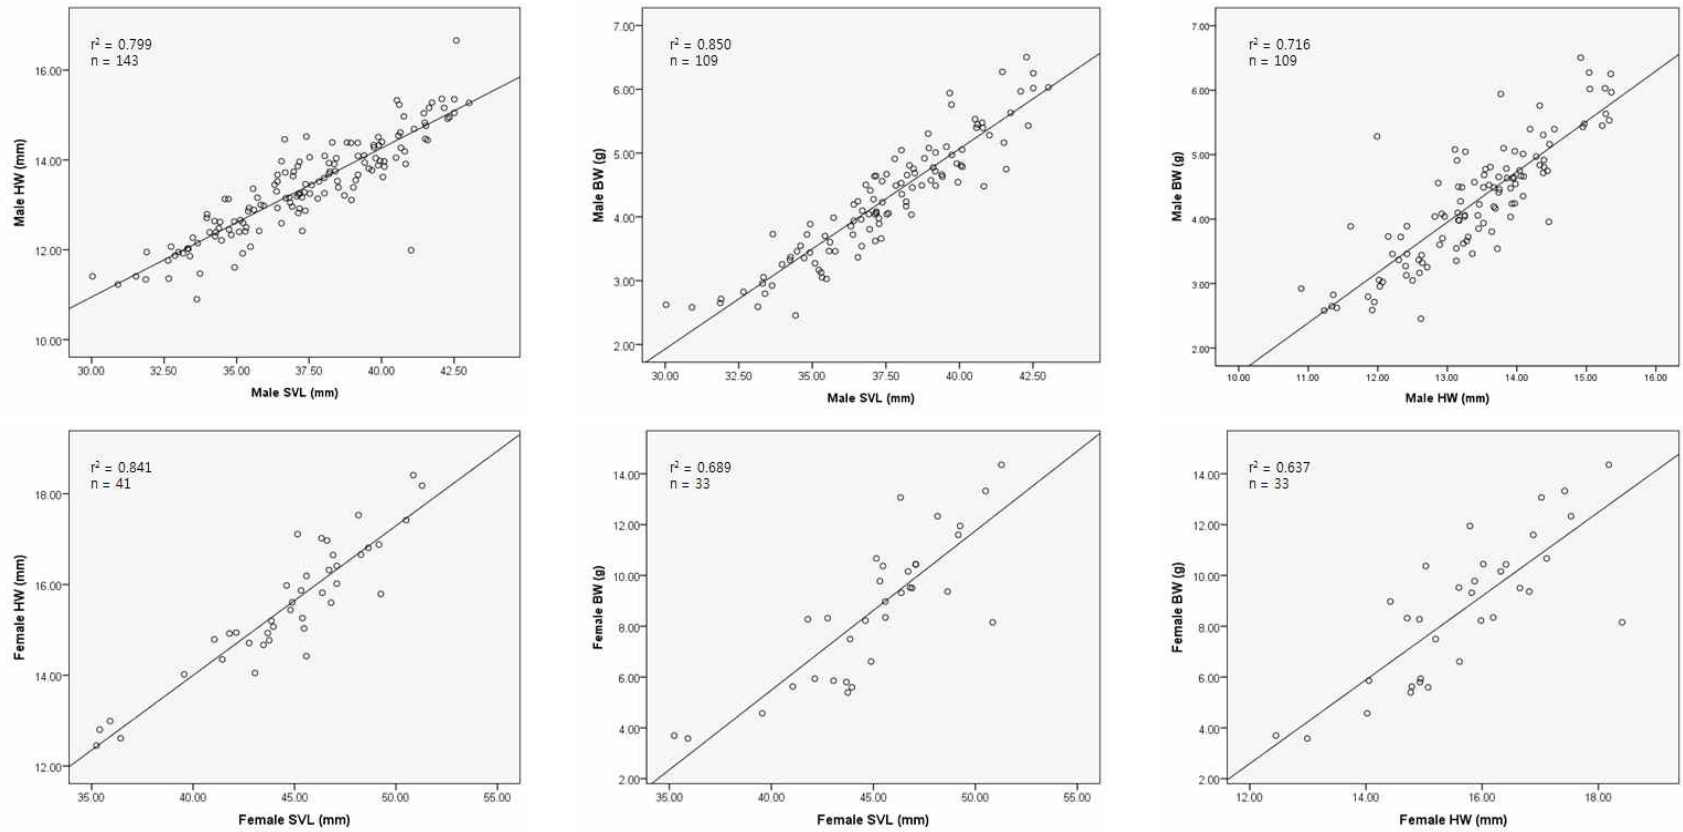 r² = 0.799
n = 143
Male HW (mm)
16.00
14.00
12.00
10.00
30.00 32.50 35.00 37.50 40.00 42.50
Male SVL (mm)
r² = 0.850
n = 109
Male BW (g)
7.00
6.00
5.00
4.00
3.00
2.00
30.00 32.50 35.00 37.50 40.00 42.50
Male SVL (mm)
r² = 0.716
n = 109
Male BW (g)
7.00
6.00
5.00
4.00
3.00
2.00
10.00 11.00 12.00 13.00 14.00 15.00 16.00
Male HW (mm)
r² = 0.841
n = 41
Female HW (mm)
18.00
16.00
14.00
12.00
35.00 40.00 45.00 50.00 55.00
Female SVL (mm)
r² = 0.689
n = 33
Female BW (g)
14.00
12.00
10.00
8.00
6.00
4.00
2.00
35.00 40.00 45.00 50.00 55.00
Female SVL (mm)
r² = 0.637
n = 33
Female BW (g)
14.00
12.00
10.00
8.00
6.00
4.00
2.00
12.00 14.00 16.00 18.00
Female HW (mm)